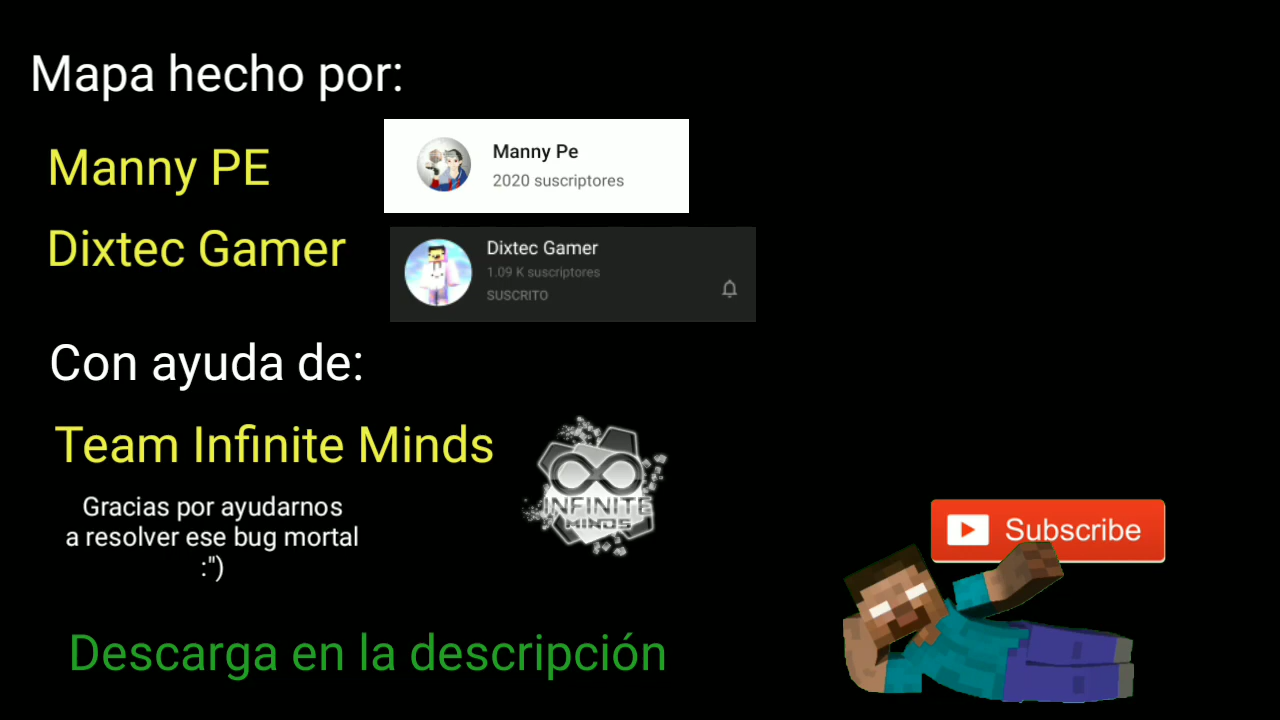 Mapa hecho por:
Manny PE
Manny Pe
2020 suscriptores
Dixtec Gamer
Dixtec Gamer
1.09 K suscriptores
SUSCRITO
Con ayuda de:
Team Infinite Minds
INFINITE
MINDS
Gracias por ayudarnos
a resolver ese bug mortal
:")
Subscribe
Descarga en la descripción